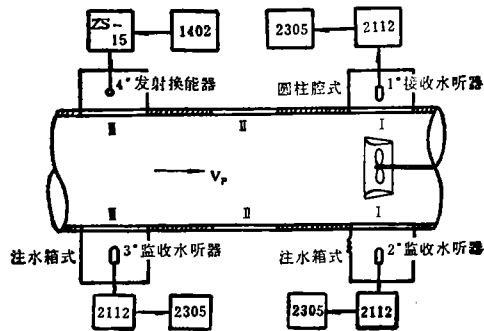 ZS-15
1402
2305
2112
4°发射换能器
圆柱腔式
1°接收水听器
Ⅲ
Ⅱ
Ⅰ
V_P
Ⅲ
Ⅱ
Ⅰ
注水箱式
3°监收水听器
注水箱式
2°监收水听器
2112
2305
2305
2112